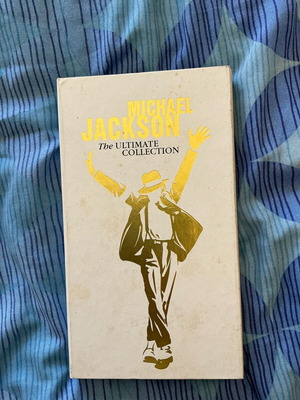 MICHAEL
JACKSON
The ULTIMATE
COLLECTION